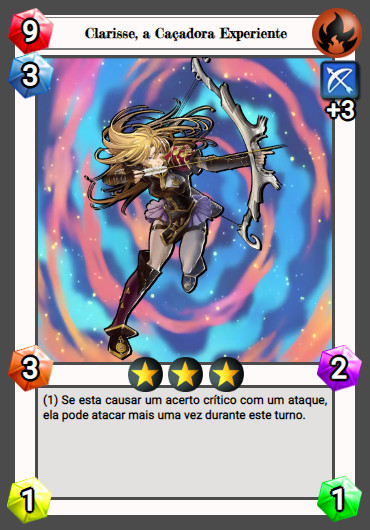 9
Clarisse, a Caçadora Experiente
3
+3
3
2
(1) Se esta causar um acerto crítico com um ataque,
ela pode atacar mais uma vez durante este turno.
1
1